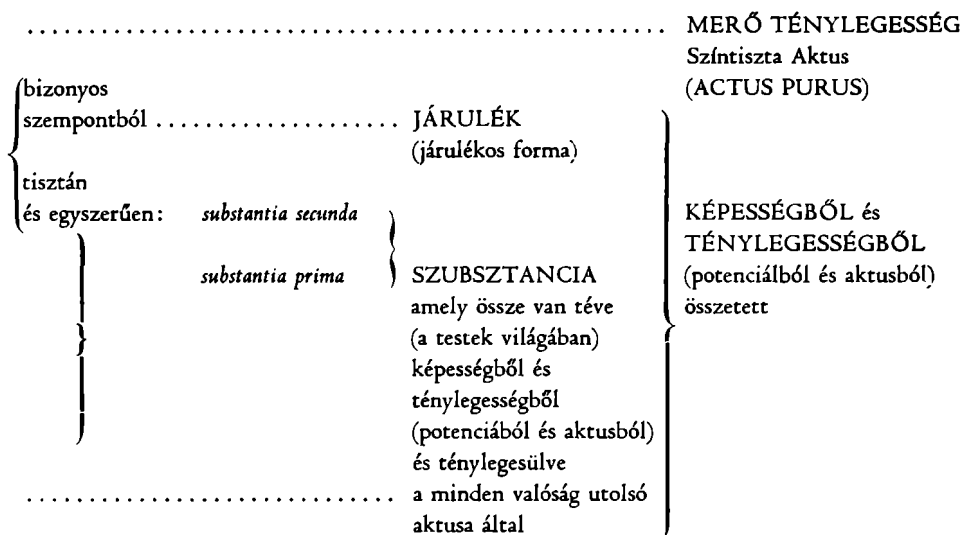 MERŐ TÉNYLEGESSÉG
Színtiszta Aktus
(ACTUS PURUS)
bizonyos
szempontból JÁRULÉK
(járulékos forma)
tisztán
és egyszerűen: substantia secunda
substantia prima SZUBSZTANCIA
amely össze van téve
(a testek világában)
képességből és
ténylegességből
(potenciából és aktusból)
és ténylegesülve
a minden valóság utolsó
aktusa által
KÉPESSÉGBŐL és
TÉNYLEGESSÉGBŐL
(potenciálból és aktusból)
összetett